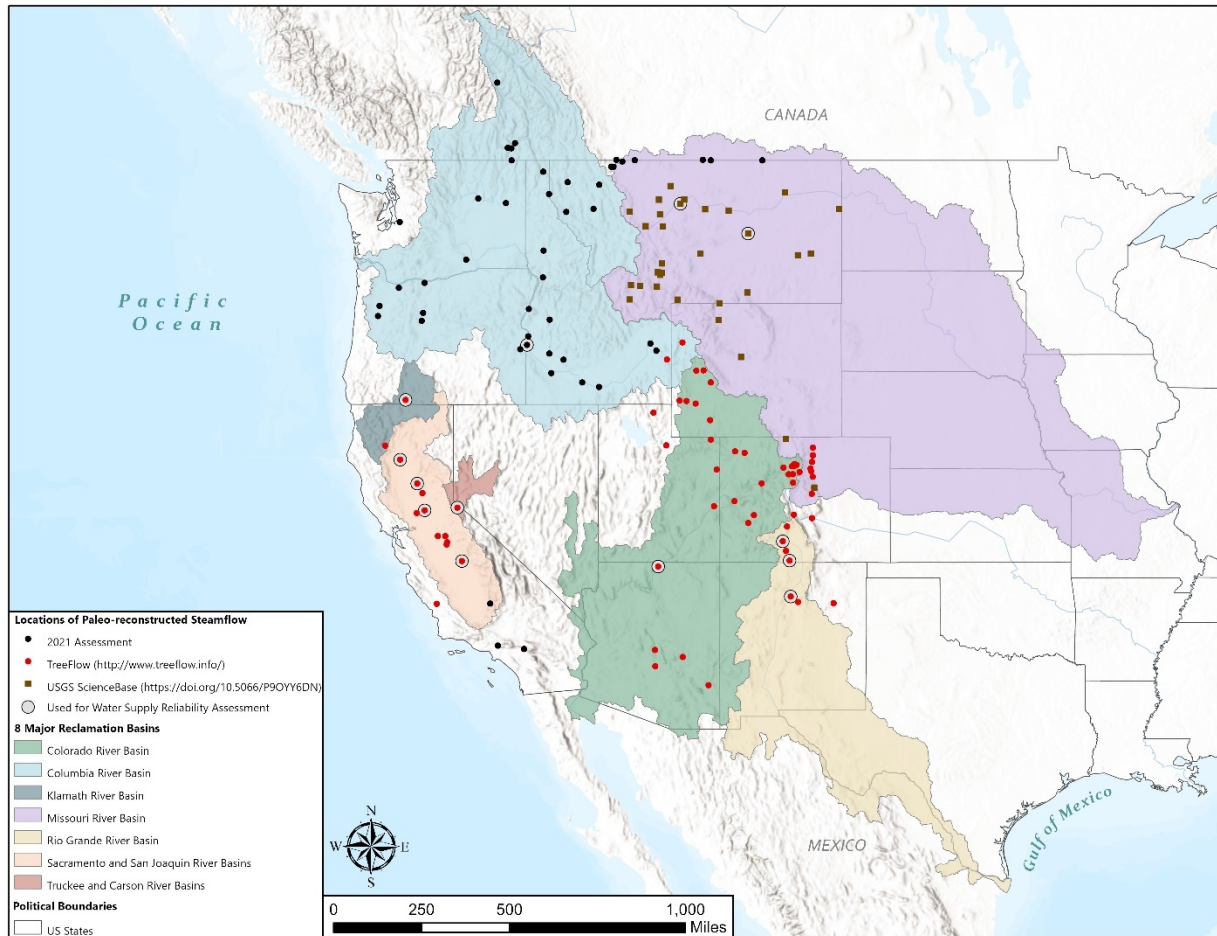 CANADA
Pacific
Ocean
Gulf of Mexico
MEXICO
N
W E
S
0 250 500 1,000
Miles
Locations of Paleo-reconstructed Steamflow
2021 Assessment
TreeFlow (http://www.treeflow.info/)
USGS ScienceBase (https://doi.org/10.5066/P9OYY6DN)
Used for Water Supply Reliability Assessment
8 Major Reclamation Basins
Colorado River Basin
Columbia River Basin
Klamath River Basin
Missouri River Basin
Rio Grande River Basin
Sacramento and San Joaquin River Basins
Truckee and Carson River Basins
Political Boundaries
US States